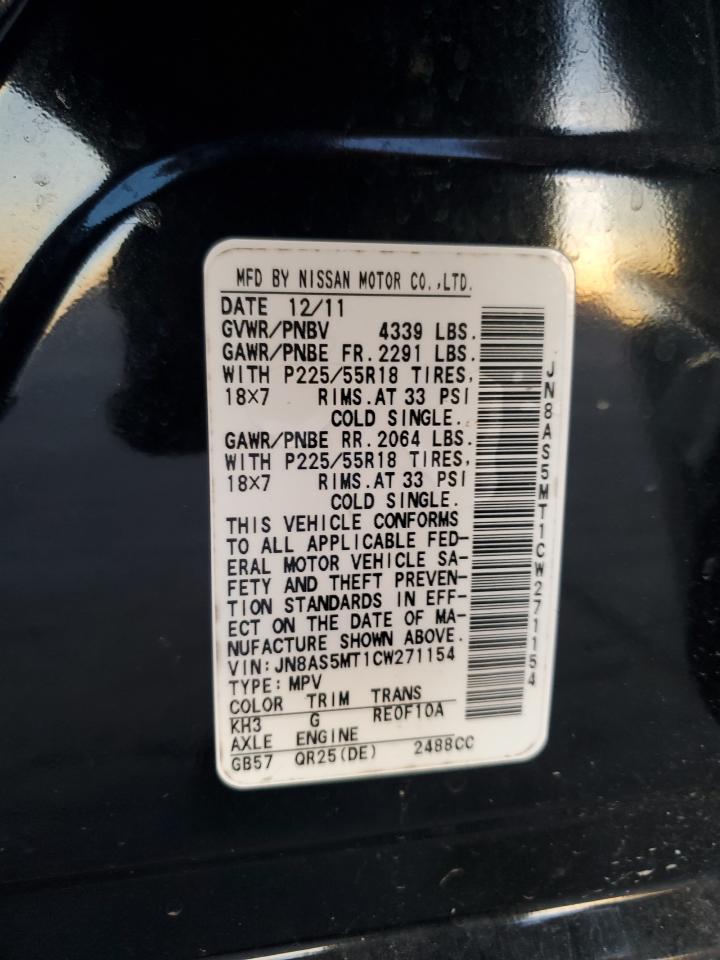 MFD BY NISSAN MOTOR CO.,LTD.
DATE 12/11
GVWR/PNBV 4339 LBS.
GAWR/PNBE FR.2291 LBS.
WITH P225/55R18 TIRES,
18×7 RIMS.AT 33 PSI
COLD SINGLE.
GAWR/PNBE RR.2064 LBS.
WITH P225/55R18 TIRES,
18×7 RIMS.AT 33 PSI
COLD SINGLE.
THIS VEHICLE CONFORMS
TO ALL APPLICABLE FED-
ERAL MOTOR VEHICLE SA-
FETY AND THEFT PREVEN-
TION STANDARDS IN EFF-
ECT ON THE DATE OF MA-
NUFACTURE SHOWN ABOVE.
VIN:JN8AS5MT1CW271154
TYPE:MPV
COLOR TRIM TRANS
KH3 G RE0F10A
AXLE ENGINE
GB57 QR25(DE) 2488CC
JN8AS5MT1CW271154